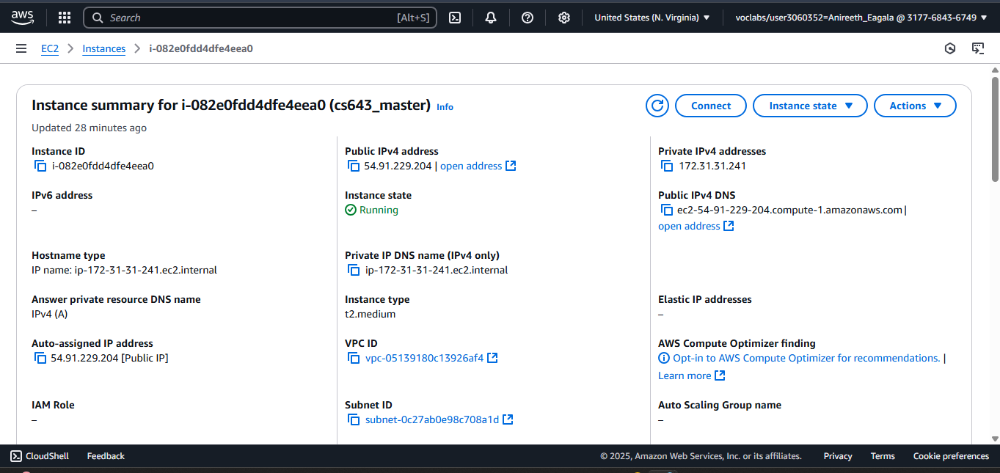 aws
Search [Alt+S]
United States (N. Virginia)
voclabs/user3060352=Anireeth_Eagala @ 3177-6843-6749
EC2
Instances
i-082e0fdd4dfe4eea0
Instance summary for i-082e0fdd4dfe4eea0 (cs643_master) Info
Connect
Instance state
Actions
Updated 28 minutes ago
Instance ID
i-082e0fdd4dfe4eea0
Public IPv4 address
54.91.229.204 | open address
Private IPv4 addresses
172.31.31.241
IPv6 address
–
Instance state
Running
Public IPv4 DNS
ec2-54-91-229-204.compute-1.amazonaws.com |
open address
Hostname type
IP name: ip-172-31-31-241.ec2.internal
Private IP DNS name (IPv4 only)
ip-172-31-31-241.ec2.internal
Answer private resource DNS name
IPv4 (A)
Instance type
t2.medium
Elastic IP addresses
–
Auto-assigned IP address
54.91.229.204 [Public IP]
VPC ID
vpc-05139180c13926af4
AWS Compute Optimizer finding
Opt-in to AWS Compute Optimizer for recommendations. |
Learn more
IAM Role
–
Subnet ID
subnet-0c27ab0e98c708a1d
Auto Scaling Group name
–
CloudShell
Feedback
© 2025, Amazon Web Services, Inc. or its affiliates.
Privacy
Terms
Cookie preferences